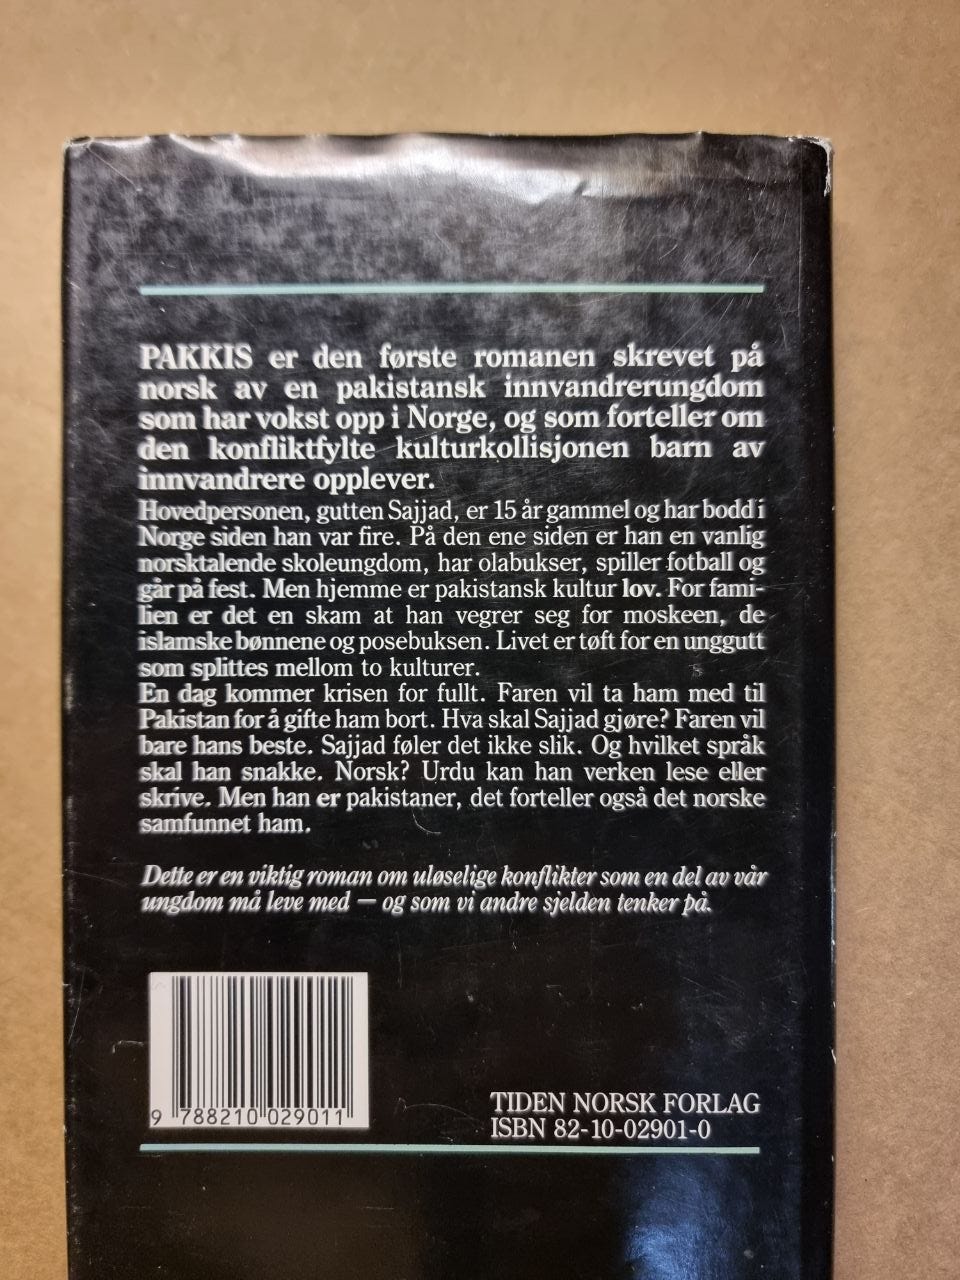 PAKKIS er den første romanen skrevet på
norsk av en pakistansk innvandrerungdom
som har vokst opp i Norge, og som forteller om
den konfliktfylte kulturkollisjonen barn av
innvandrere opplever.
Hovedpersonen, gutten Sajjad, er 15 år gammel og har bodd i
Norge siden han var fire. På den ene siden er han en vanlig
norsktalende skoleungdom, har olabukser, spiller fotball og
går på fest. Men hjemme er pakistansk kultur lov. For fami-
lien er det en skam at han vegrer seg for moskeen, de
islamske bønnene og posebuksen. Livet er tøft for en unggutt
som splittes mellom to kulturer.
En dag kommer krisen for fullt. Faren vil ta ham med til
Pakistan for å gifte ham bort. Hva skal Sajjad gjøre? Faren vil
bare hans beste. Sajjad føler det ikke slik. Og hvilket språk
skal han snakke. Norsk? Urdu kan han verken lese eller
skrive. Men han er pakistaner, det forteller også det norske
samfunnet ham.
Dette er en viktig roman om uløselige konflikter som en del av vår
ungdom må leve med — og som vi andre sjelden tenker på.
9 788210 029011
TIDEN NORSK FORLAG
ISBN 82-10-02901-0